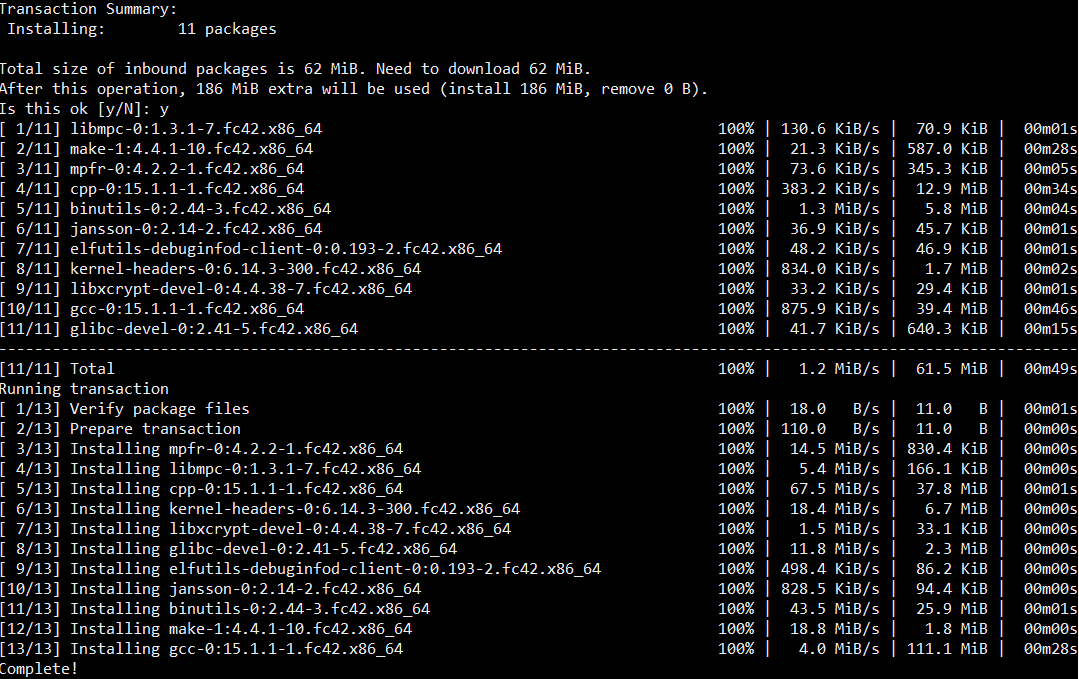 Transaction Summary:
 Installing:        11 packages

Total size of inbound packages is 62 MiB. Need to download 62 MiB.
After this operation, 186 MiB extra will be used (install 186 MiB, remove 0 B).
Is this ok [y/N]: y
[ 1/11] libmpc-0:1.3.1-7.fc42.x86_64 100% | 130.6 KiB/s |  70.9 KiB |  00m01s
[ 2/11] make-1:4.4.1-10.fc42.x86_64 100% |  21.3 KiB/s | 587.0 KiB |  00m28s
[ 3/11] mpfr-0:4.2.2-1.fc42.x86_64 100% |  73.6 KiB/s | 345.3 KiB |  00m05s
[ 4/11] cpp-0:15.1.1-1.fc42.x86_64 100% | 383.2 KiB/s |  12.9 MiB |  00m34s
[ 5/11] binutils-0:2.44-3.fc42.x86_64 100% |   1.3 MiB/s |   5.8 MiB |  00m04s
[ 6/11] jansson-0:2.14-2.fc42.x86_64 100% |  36.9 KiB/s |  45.7 KiB |  00m01s
[ 7/11] elfutils-debuginfod-client-0:0.193-2.fc42.x86_64 100% |  48.2 KiB/s |  46.9 KiB |  00m01s
[ 8/11] kernel-headers-0:6.14.3-300.fc42.x86_64 100% | 834.0 KiB/s |   1.7 MiB |  00m02s
[ 9/11] libxcrypt-devel-0:4.4.38-7.fc42.x86_64 100% |  33.2 KiB/s |  29.4 KiB |  00m01s
[10/11] gcc-0:15.1.1-1.fc42.x86_64 100% | 875.9 KiB/s |  39.4 MiB |  00m46s
[11/11] glibc-devel-0:2.41-5.fc42.x86_64 100% |  41.7 KiB/s | 640.3 KiB |  00m15s
------------------------------------------------------------------------------------------------------------------------
[11/11] Total 100% |   1.2 MiB/s |  61.5 MiB |  00m49s
Running transaction
[ 1/13] Verify package files 100% |  18.0   B/s |  11.0   B |  00m01s
[ 2/13] Prepare transaction 100% | 110.0   B/s |  11.0   B |  00m00s
[ 3/13] Installing mpfr-0:4.2.2-1.fc42.x86_64 100% |  14.5 MiB/s | 830.4 KiB |  00m00s
[ 4/13] Installing libmpc-0:1.3.1-7.fc42.x86_64 100% |   5.4 MiB/s | 166.1 KiB |  00m00s
[ 5/13] Installing cpp-0:15.1.1-1.fc42.x86_64 100% |  67.5 MiB/s |  37.8 MiB |  00m01s
[ 6/13] Installing kernel-headers-0:6.14.3-300.fc42.x86_64 100% |  18.4 MiB/s |   6.7 MiB |  00m00s
[ 7/13] Installing libxcrypt-devel-0:4.4.38-7.fc42.x86_64 100% |   1.5 MiB/s |  33.1 KiB |  00m00s
[ 8/13] Installing glibc-devel-0:2.41-5.fc42.x86_64 100% |  11.8 MiB/s |   2.3 MiB |  00m00s
[ 9/13] Installing elfutils-debuginfod-client-0:0.193-2.fc42.x86_64 100% | 498.4 KiB/s |  86.2 KiB |  00m00s
[10/13] Installing jansson-0:2.14-2.fc42.x86_64 100% | 828.5 KiB/s |  94.4 KiB |  00m00s
[11/13] Installing binutils-0:2.44-3.fc42.x86_64 100% |  43.5 MiB/s |  25.9 MiB |  00m01s
[12/13] Installing make-1:4.4.1-10.fc42.x86_64 100% |  18.8 MiB/s |   1.8 MiB |  00m00s
[13/13] Installing gcc-0:15.1.1-1.fc42.x86_64 100% |   4.0 MiB/s | 111.1 MiB |  00m28s
Complete!